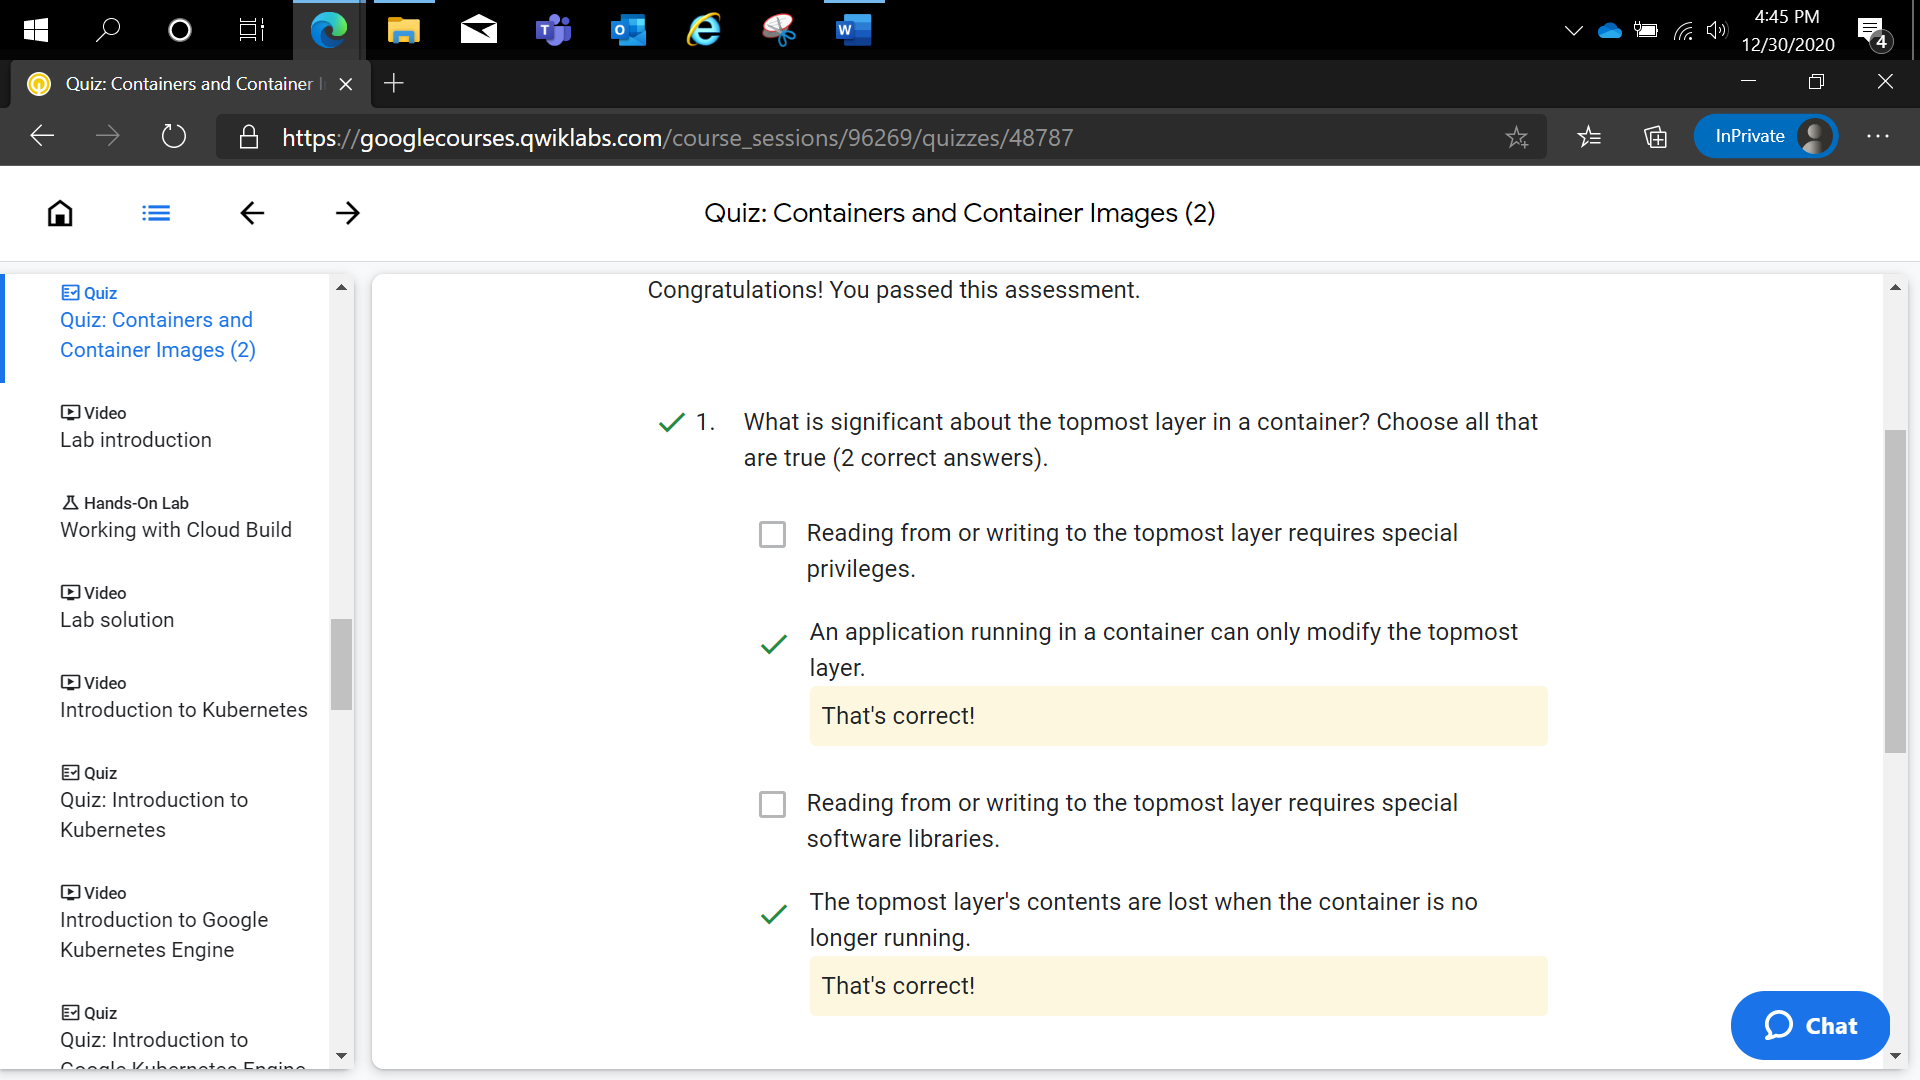 4:45 PM
12/30/2020
4
Quiz: Containers and Container I
https://googlecourses.qwiklabs.com/course_sessions/96269/quizzes/48787
InPrivate
Quiz: Containers and Container Images (2)
Quiz
Quiz: Containers and
Container Images (2)
Video
Lab introduction
Hands-On Lab
Working with Cloud Build
Video
Lab solution
Video
Introduction to Kubernetes
Quiz
Quiz: Introduction to
Kubernetes
Video
Introduction to Google
Kubernetes Engine
Quiz
Quiz: Introduction to
Google Kubernetes Engine
Congratulations! You passed this assessment.
1. What is significant about the topmost layer in a container? Choose all that
are true (2 correct answers).
Reading from or writing to the topmost layer requires special
privileges.
An application running in a container can only modify the topmost
layer.
That's correct!
Reading from or writing to the topmost layer requires special
software libraries.
The topmost layer's contents are lost when the container is no
longer running.
That's correct!
Chat